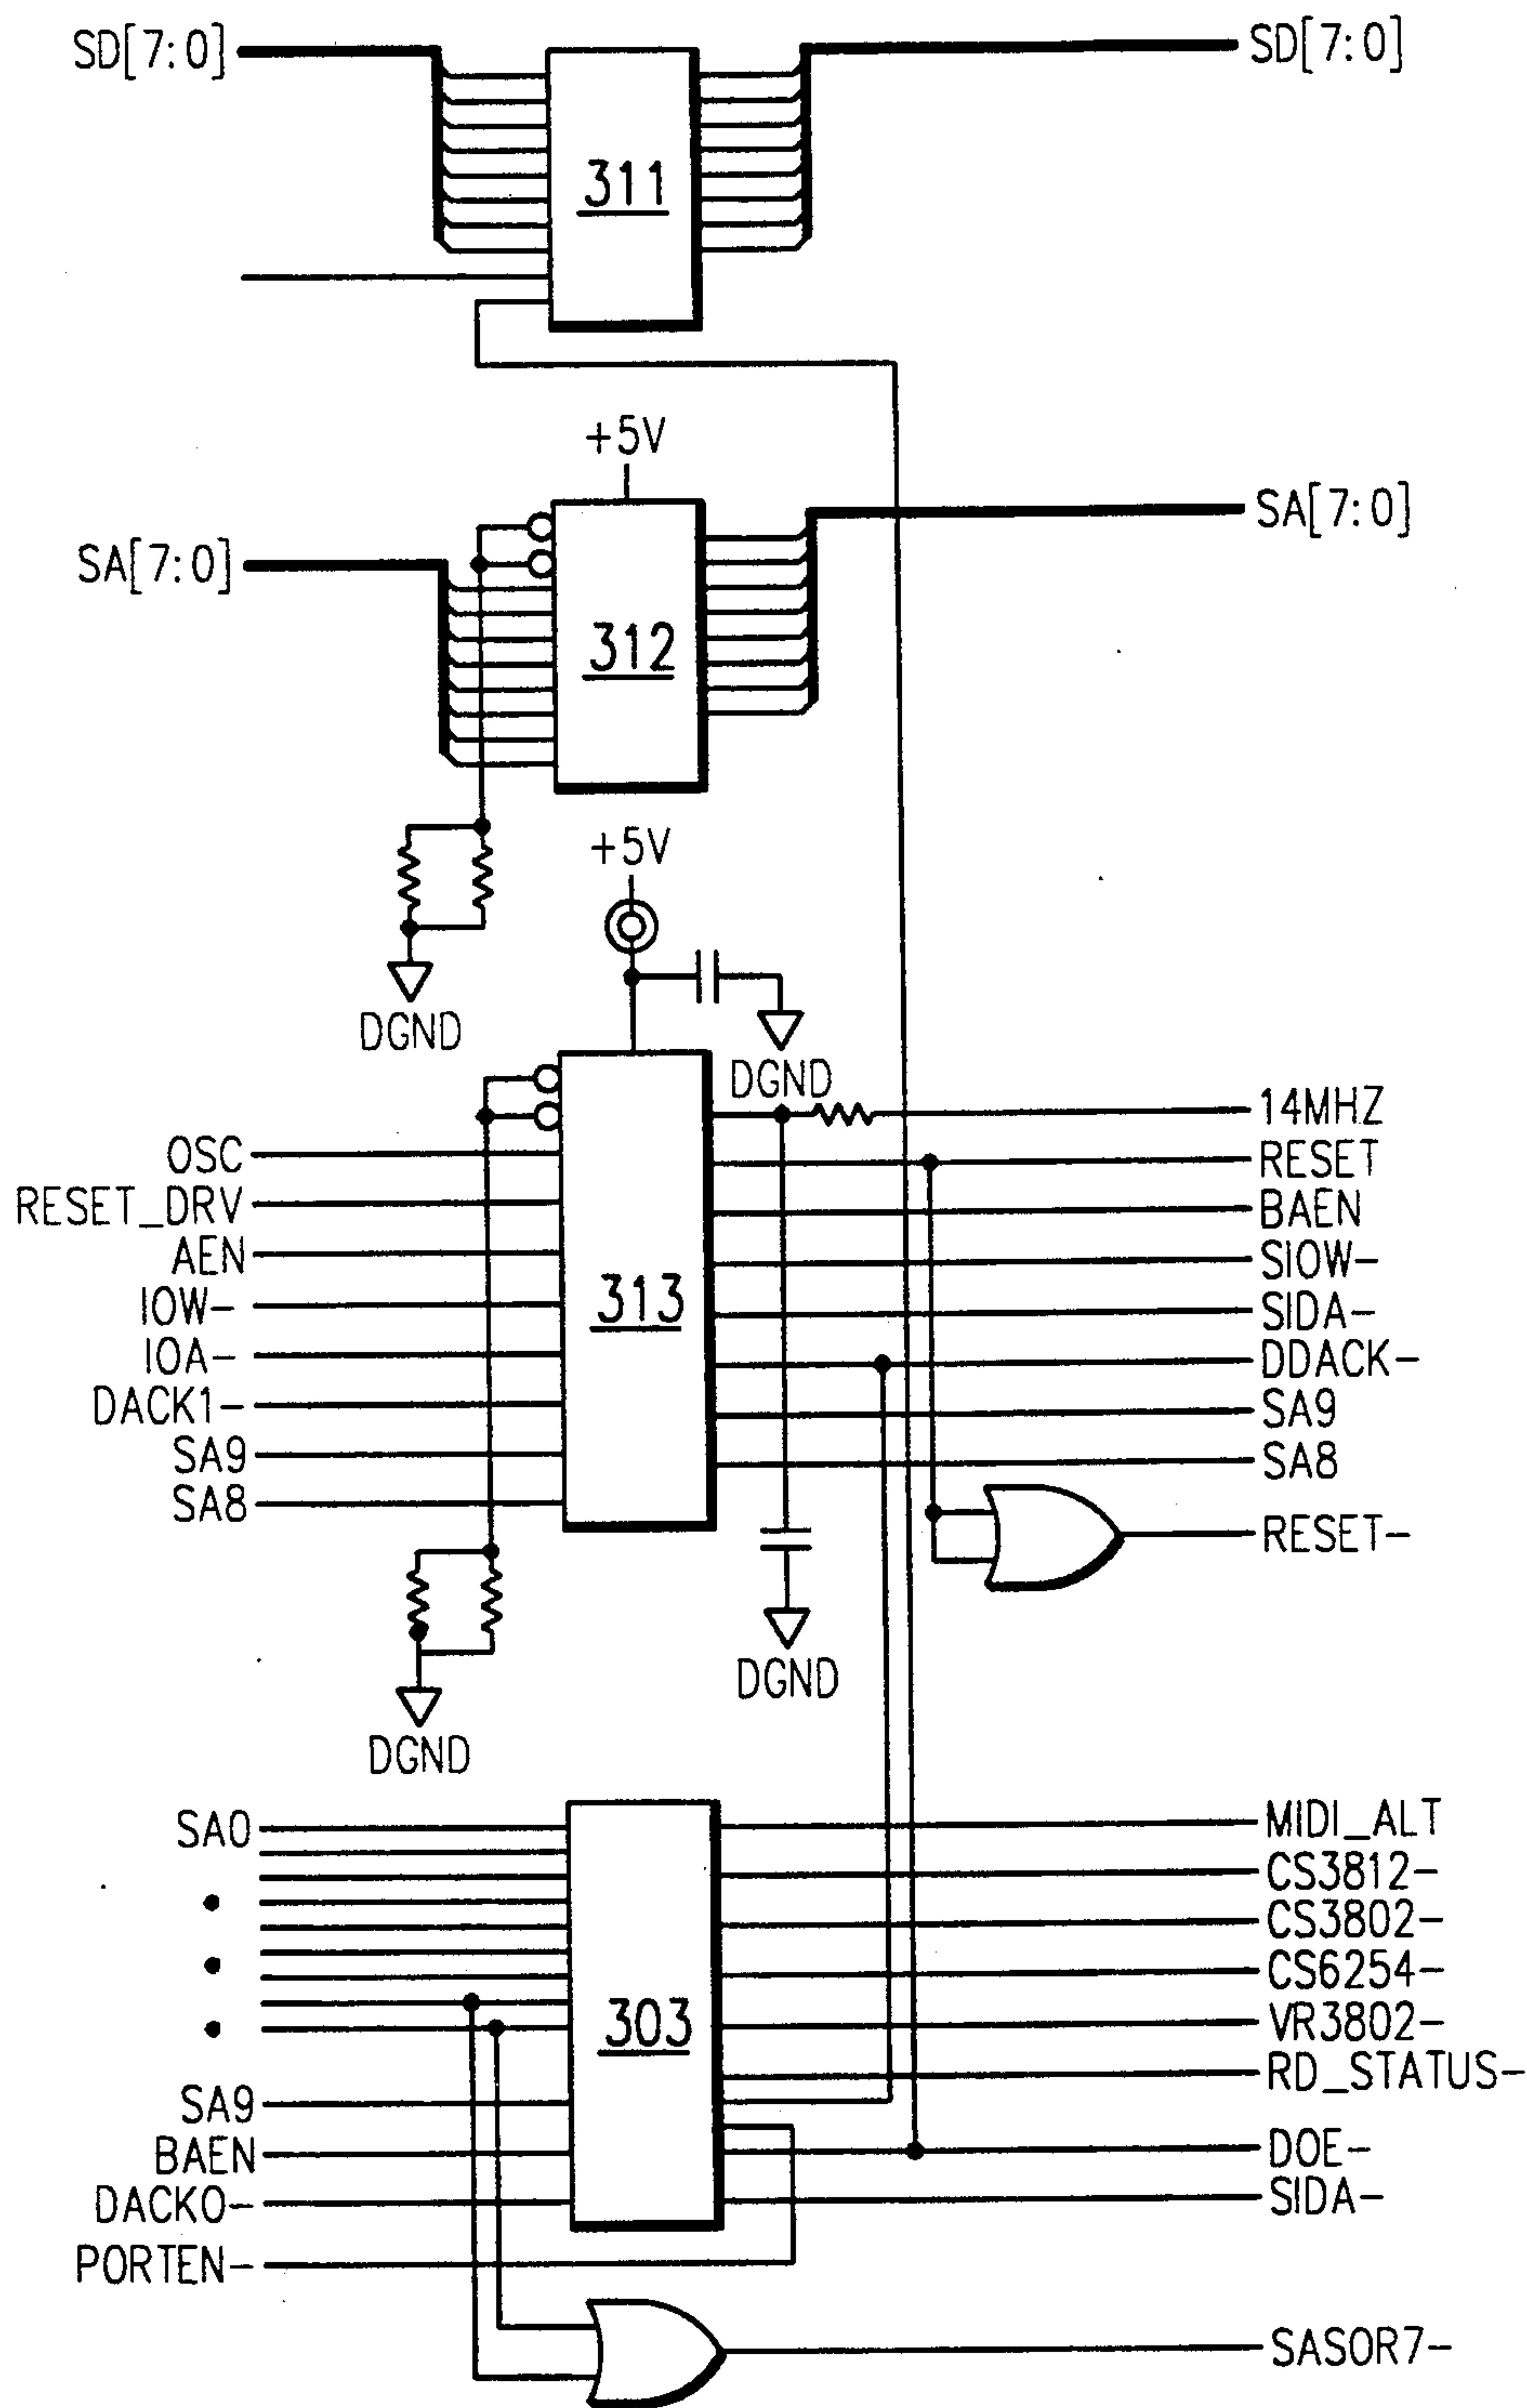 SD[7:0]
SD[7:0]
311
+5V
SA[7:0]
SA[7:0]
312
+5V
DGND
DGND
14MHZ
OSC
RESET
RESET_DRV
BAEN
AEN
SIOW-
313
IOW-
SIDA-
IOA-
DDACK-
DACK1-
SA9
SA9
SA8
SA8
RESET-
DGND
DGND
SA0
MIDI_ALT
CS3812-
CS3802-
CS6254-
303
VR3802-
RD_STATUS-
SA9
BAEN
DOE-
DACK0-
SIDA-
PORTEN-
SASOR7-